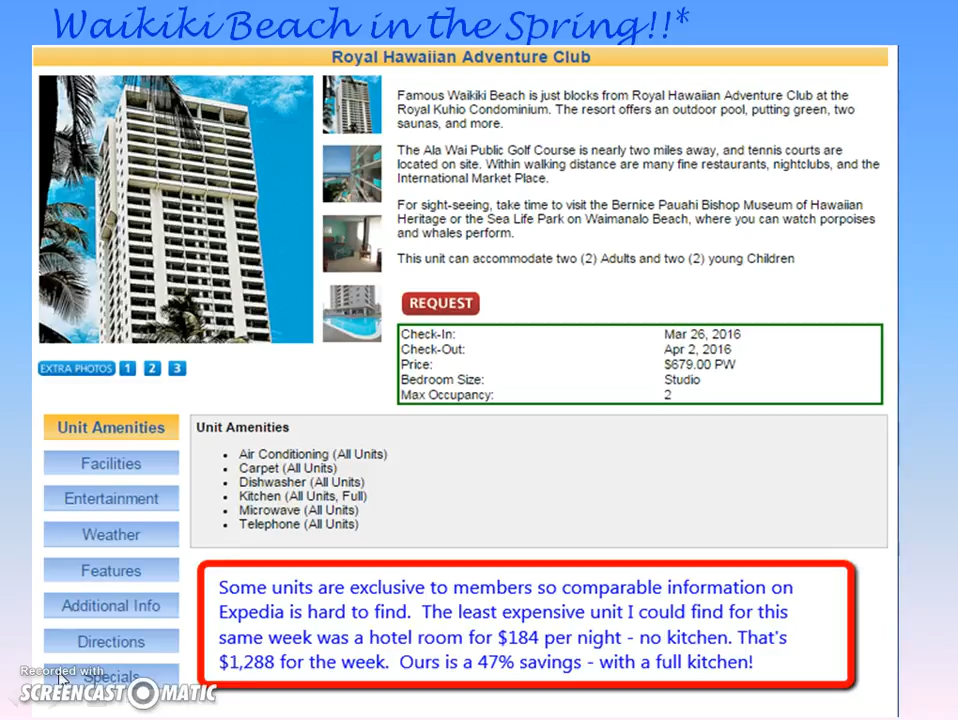 Waikiki Beach in the Spring!!*
Royal Hawaiian Adventure Club
Famous Waikiki Beach is just blocks from Royal Hawaiian Adventure Club at the
Royal Kuhio Condominium. The resort offers an outdoor pool, putting green, two
saunas, and more.
The Ala Wai Public Golf Course is nearly two miles away, and tennis courts are
located on site. Within walking distance are many fine restaurants, nightclubs, and the
International Market Place.
For sight-seeing, take time to visit the Bernice Pauahi Bishop Museum of Hawaiian
Heritage or the Sea Life Park on Waimanalo Beach, where you can watch porpoises
and whales perform.
This unit can accommodate two (2) Adults and two (2) young Children
REQUEST
Check-In: Mar 26, 2016
Check-Out: Apr 2, 2016
Price: $679.00 PW
Bedroom Size: Studio
Max Occupancy: 2
EXTRA PHOTOS 1 2 3
Unit Amenities
Facilities
Entertainment
Weather
Features
Additional Info
Directions
Specials
Unit Amenities
• Air Conditioning (All Units)
• Carpet (All Units)
• Dishwasher (All Units)
• Kitchen (All Units, Full)
• Microwave (All Units)
• Telephone (All Units)
Some units are exclusive to members so comparable information on
Expedia is hard to find.  The least expensive unit I could find for this
same week was a hotel room for $184 per night - no kitchen. That's
$1,288 for the week.  Ours is a 47% savings - with a full kitchen!
Recorded with
SCREENCAST MATIC